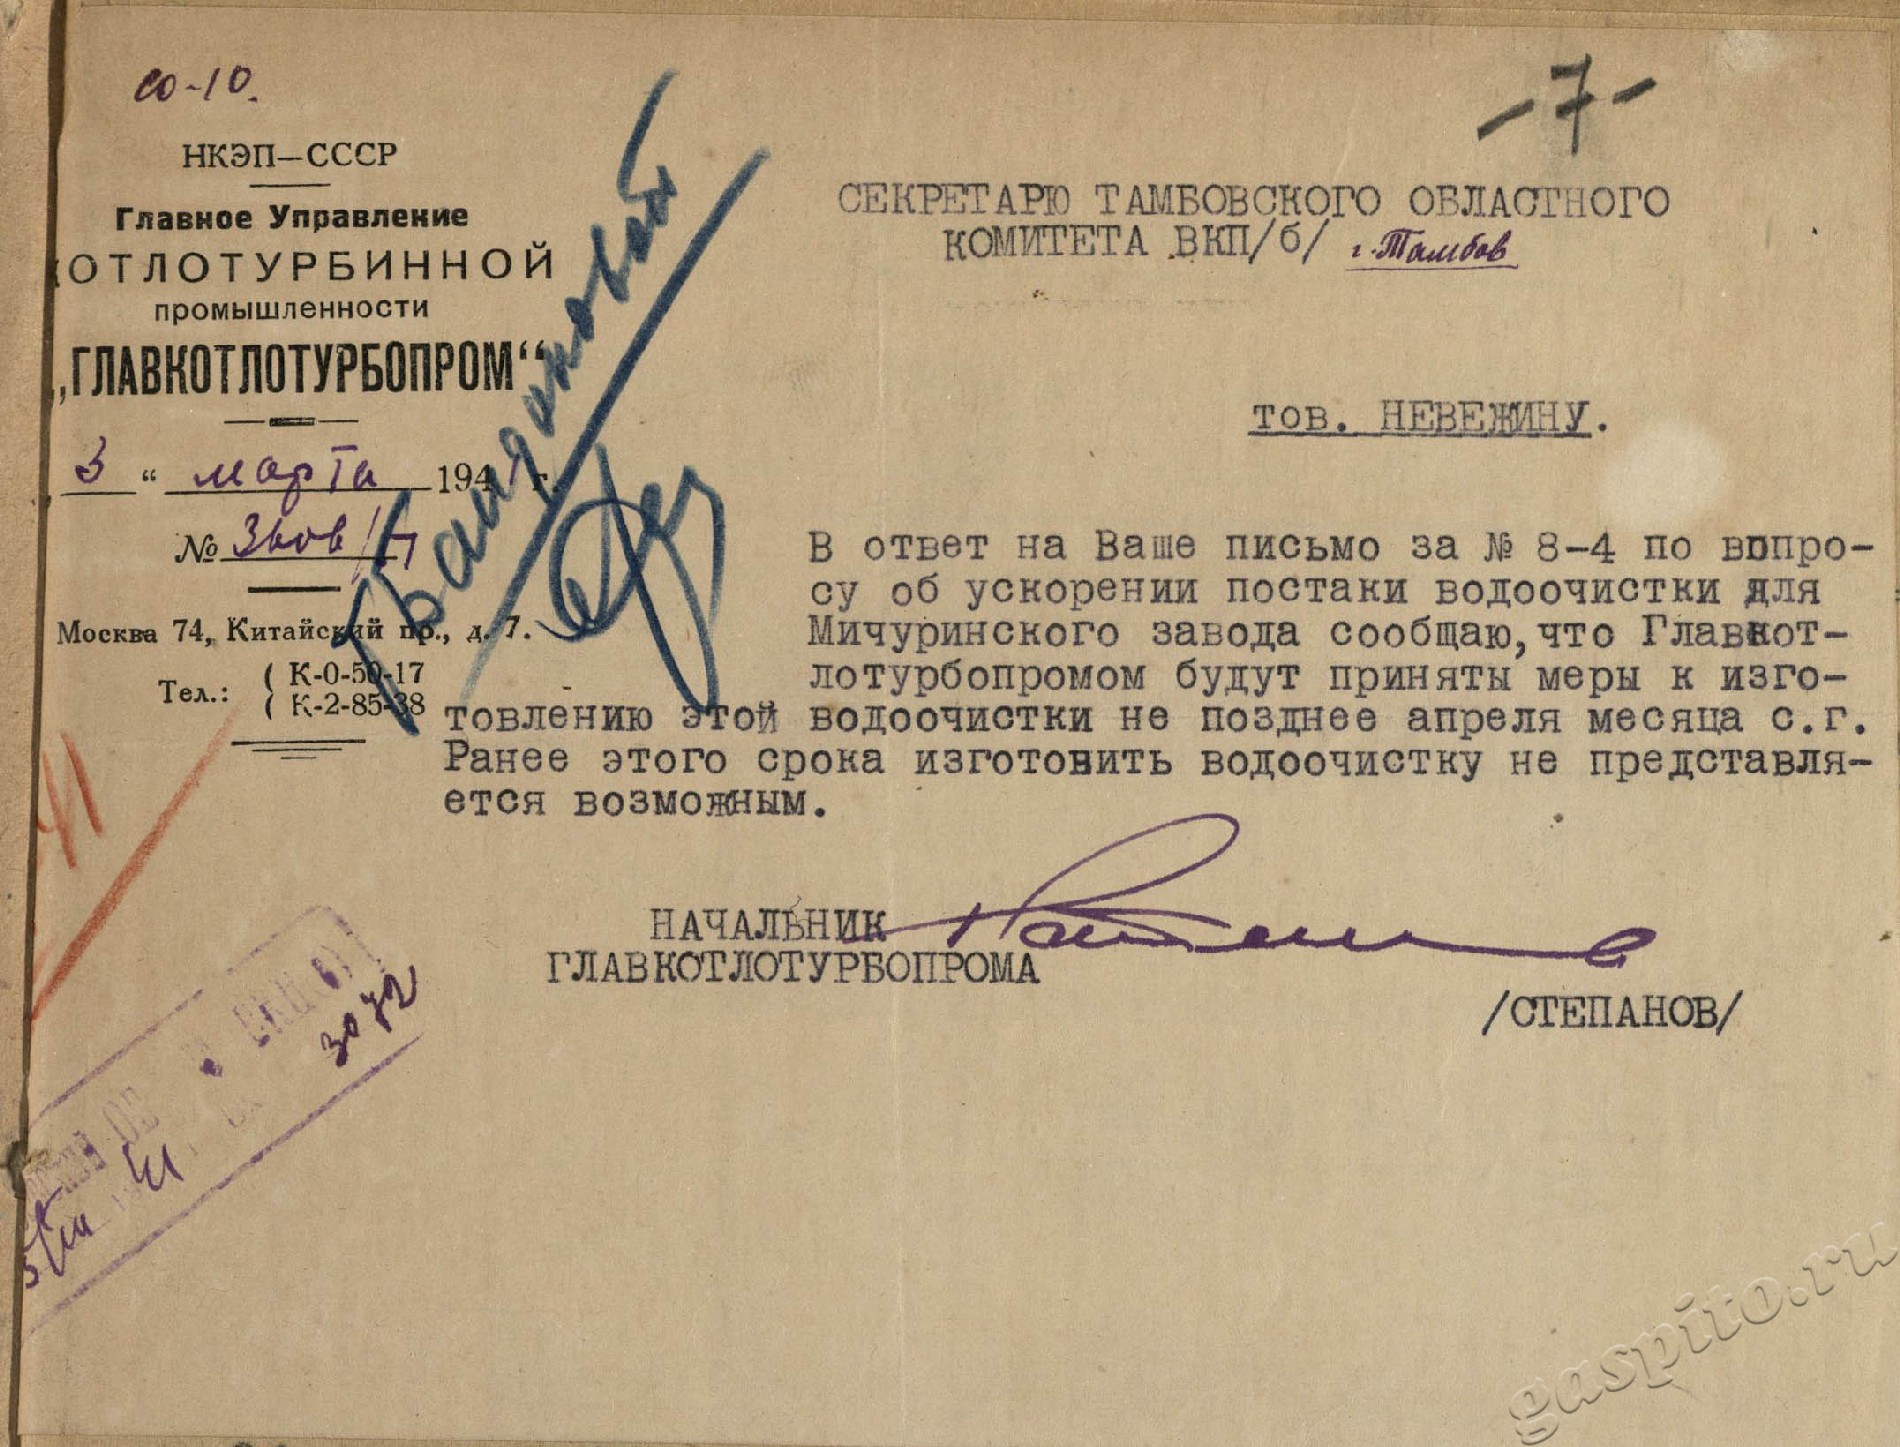 -7-
НКЭП—СССР
Главное Управление
КОТЛОТУРБИННОЙ
промышленности
„ГЛАВКОТЛОТУРБОПРОМ“
3 “ марта 1941 г.
№
Москва 74, Китайский пр., д. 7.
Тел.: К-0-50-17
К-2-85-38
СЕКРЕТАРЮ ТАМБОВСКОГО ОБЛАСТНОГО
КОМИТЕТА ВКП/б/ г. Тамбов
тов. НЕВЕЖИНУ.
В ответ на Ваше письмо за № 8-4 по вопро-
су об ускорении постаки водоочистки для
Мичуринского завода сообщаю, что Главкот-
лотурбопромом будут приняты меры к изго-
товлению этой водоочистки не позднее апреля месяца с.г.
Ранее этого срока изготовить водоочистку не представля-
ется возможным.
НАЧАЛЬНИК
ГЛАВКОТЛОТУРБОПРОМА
/СТЕПАНОВ/
3072
41
gaspito.ru